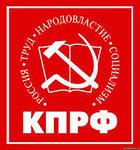 РОССИЯ • ТРУД • НАРОДОВЛАСТИЕ • СОЦИАЛИЗМ •
КПРФ